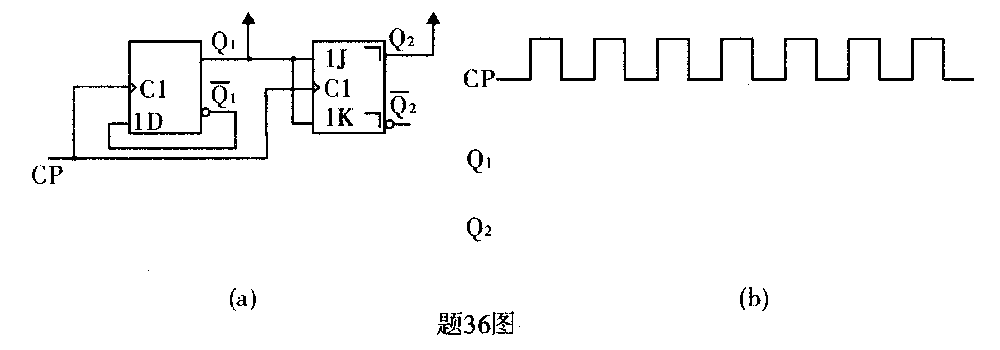 Q1
Q2
1J
C1
C1
Q̅1
Q̅2
1D
1K
CP
CP
Q1
Q2
(a)
(b)
题36图